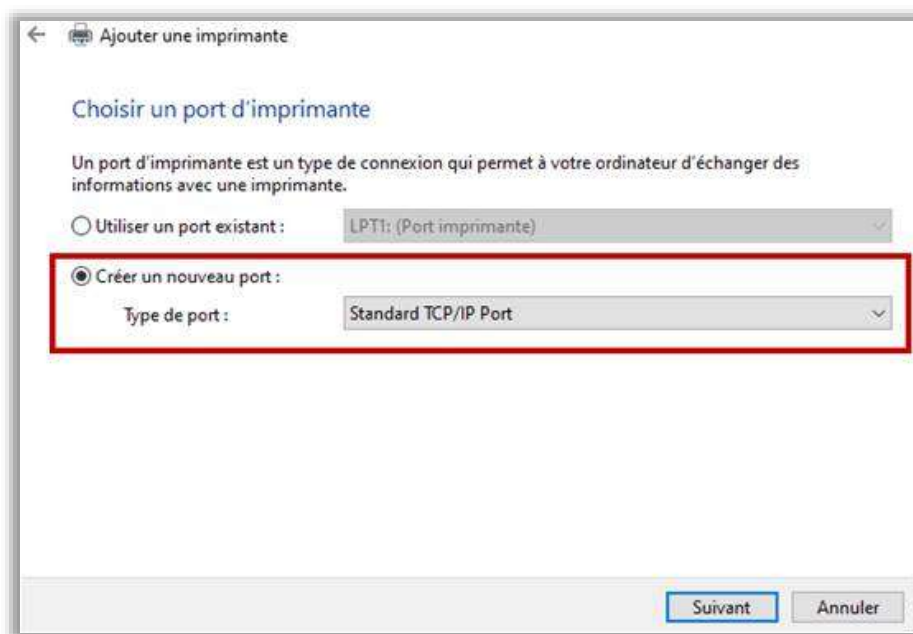 Ajouter une imprimante
Choisir un port d'imprimante
Un port d'imprimante est un type de connexion qui permet à votre ordinateur d'échanger des
informations avec une imprimante.
Utiliser un port existant :
LPT1: (Port imprimante)
Créer un nouveau port :
Type de port :
Standard TCP/IP Port
Suivant
Annuler